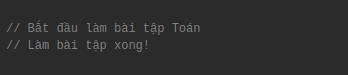 // Bắt đầu làm bài tập Toán
// Làm bài tập xong!